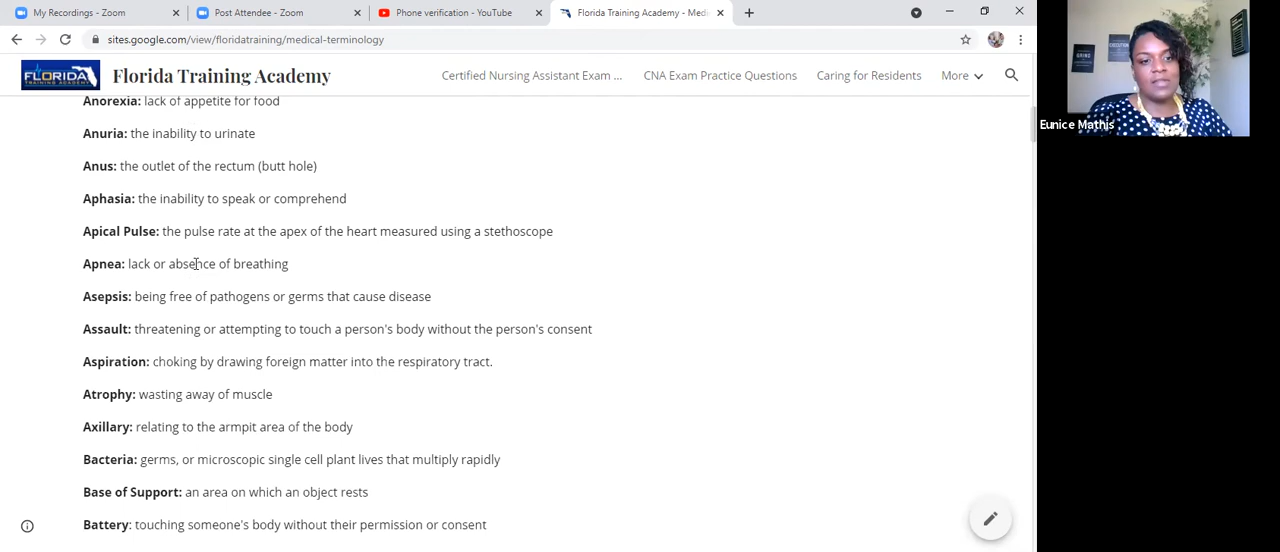 My Recordings - Zoom
Post Attendee - Zoom
Phone verification - YouTube
Florida Training Academy - Medi
sites.google.com/view/floridatraining/medical-terminology
FLORIDA
TRAINING ACADEMY
Florida Training Academy
Certified Nursing Assistant Exam ...
CNA Exam Practice Questions
Caring for Residents
More
Anorexia: lack of appetite for food
Anuria: the inability to urinate
Anus: the outlet of the rectum (butt hole)
Aphasia: the inability to speak or comprehend
Apical Pulse: the pulse rate at the apex of the heart measured using a stethoscope
Apnea: lack or absence of breathing
Asepsis: being free of pathogens or germs that cause disease
Assault: threatening or attempting to touch a person's body without the person's consent
Aspiration: choking by drawing foreign matter into the respiratory tract.
Atrophy: wasting away of muscle
Axillary: relating to the armpit area of the body
Bacteria: germs, or microscopic single cell plant lives that multiply rapidly
Base of Support: an area on which an object rests
Battery: touching someone's body without their permission or consent
Eunice Mathis